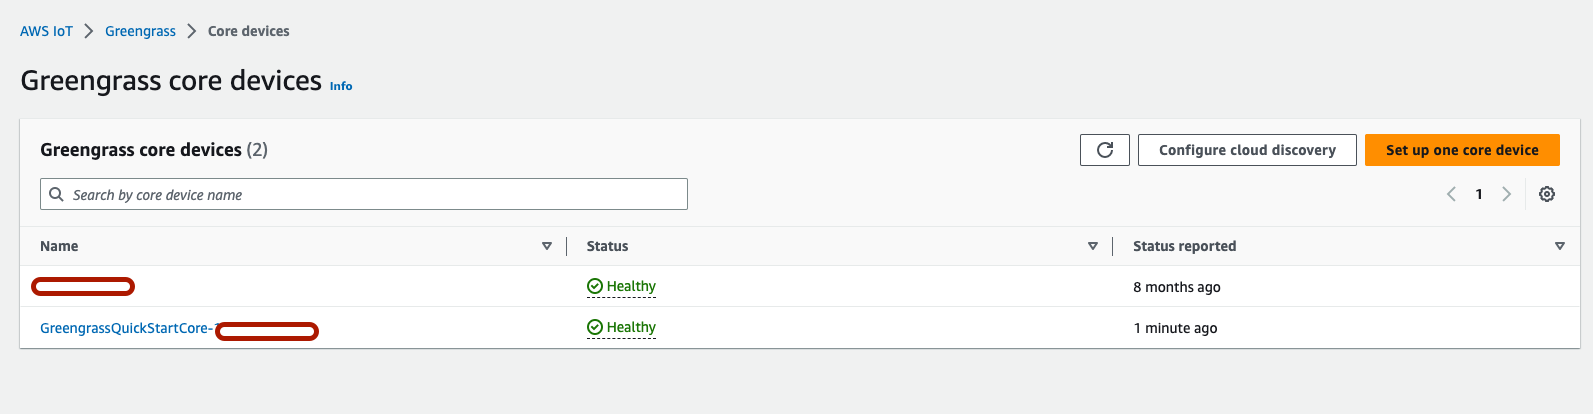 AWS IoT > Greengrass > Core devices
Greengrass core devices Info
Greengrass core devices (2)
Configure cloud discovery
Set up one core device
Search by core device name
1
Name Status Status reported
Healthy 8 months ago
GreengrassQuickStartCore- Healthy 1 minute ago